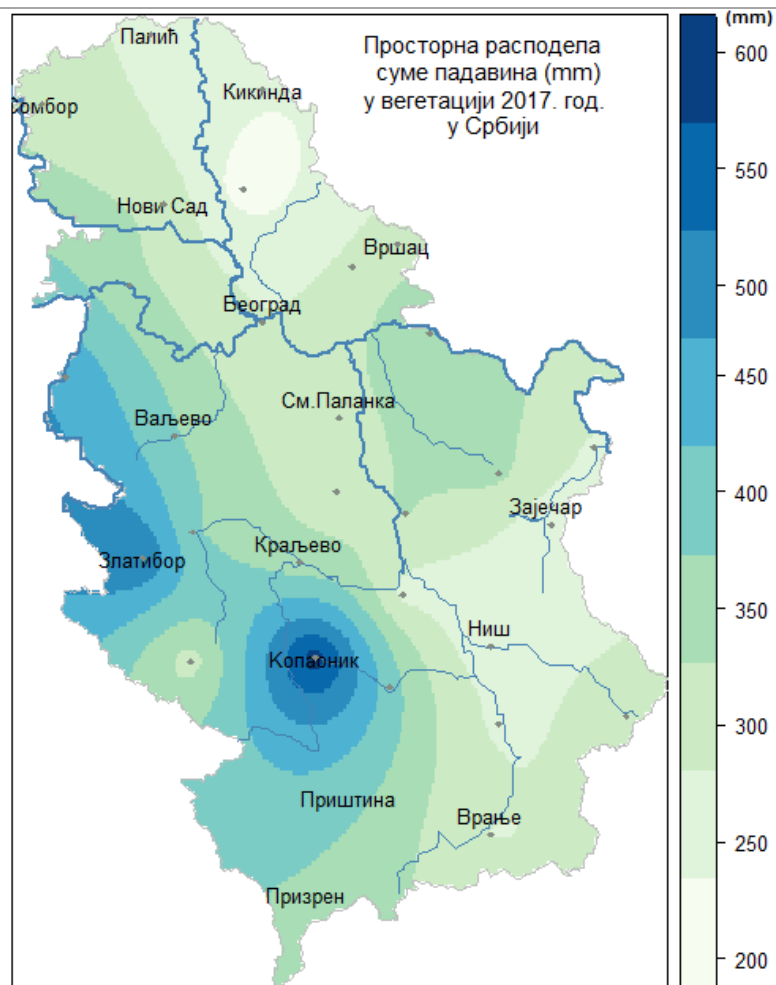 (mm)
Просторна расподела
суме падавина (mm)
у вегетацији 2017. год.
у Србији
Палић
Кикинда
Сомбор
Нови Сад
Вршац
Београд
См.Паланка
Ваљево
Зајечар
Краљево
Златибор
Ниш
Копаоник
Приштина
Врање
Призрен
600
550
500
450
400
350
300
250
200